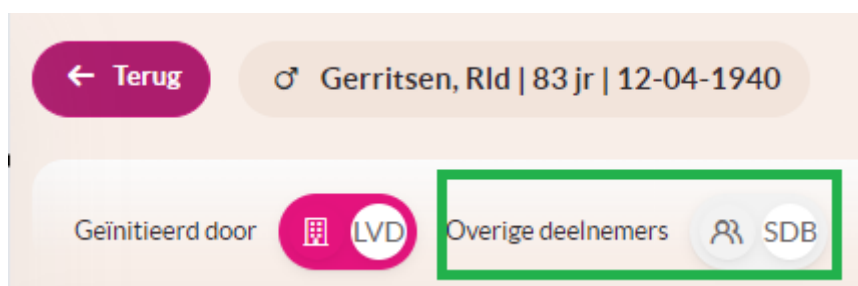 ← Terug
♂ Gerritsen, Rld | 83 jr | 12-04-1940
Geïnitieerd door LVD Overige deelnemers SDB